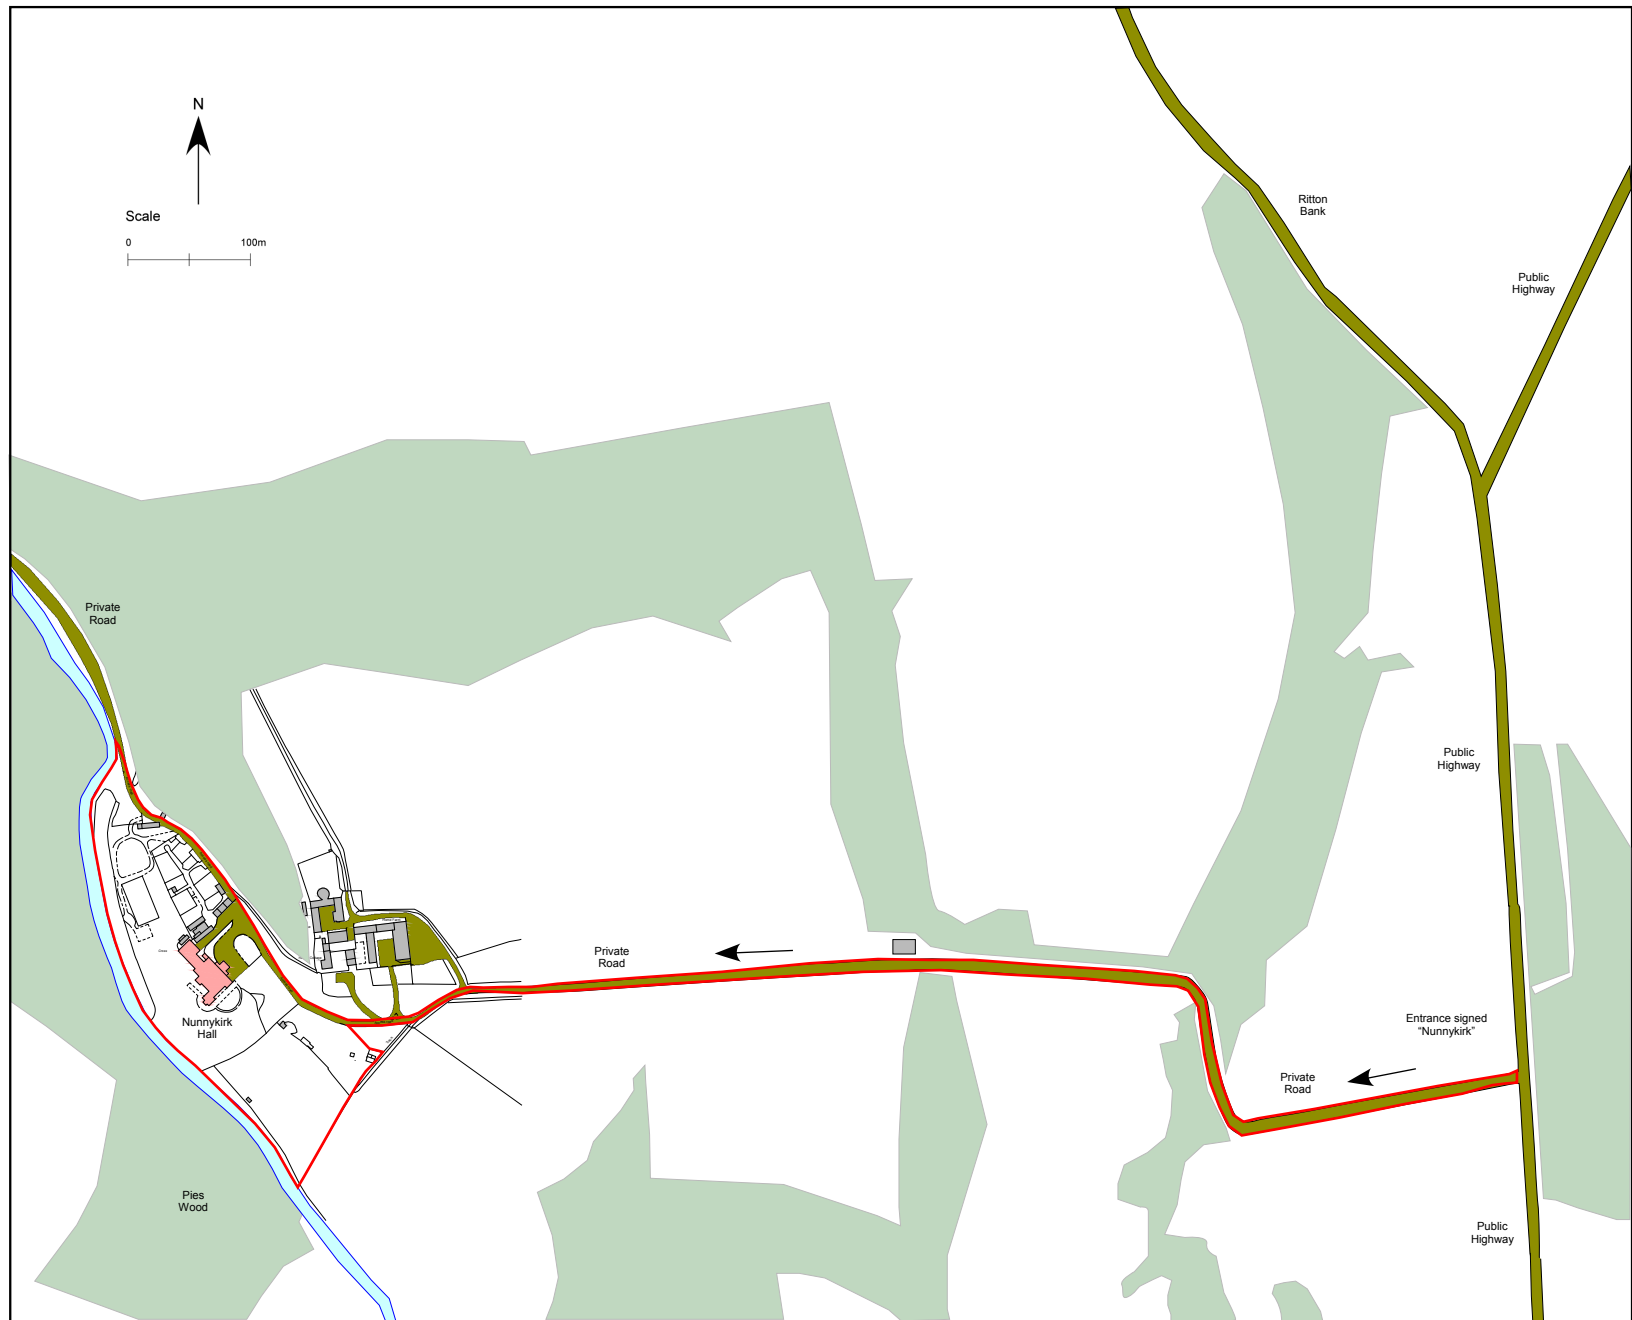 N
Scale
0 100m
Ritton
Bank
Public
Highway
Private
Road
Public
Highway
Private
Road
Nunnykirk
Hall
Entrance signed
“Nunnykirk”
Private
Road
Pies
Wood
Public
Highway